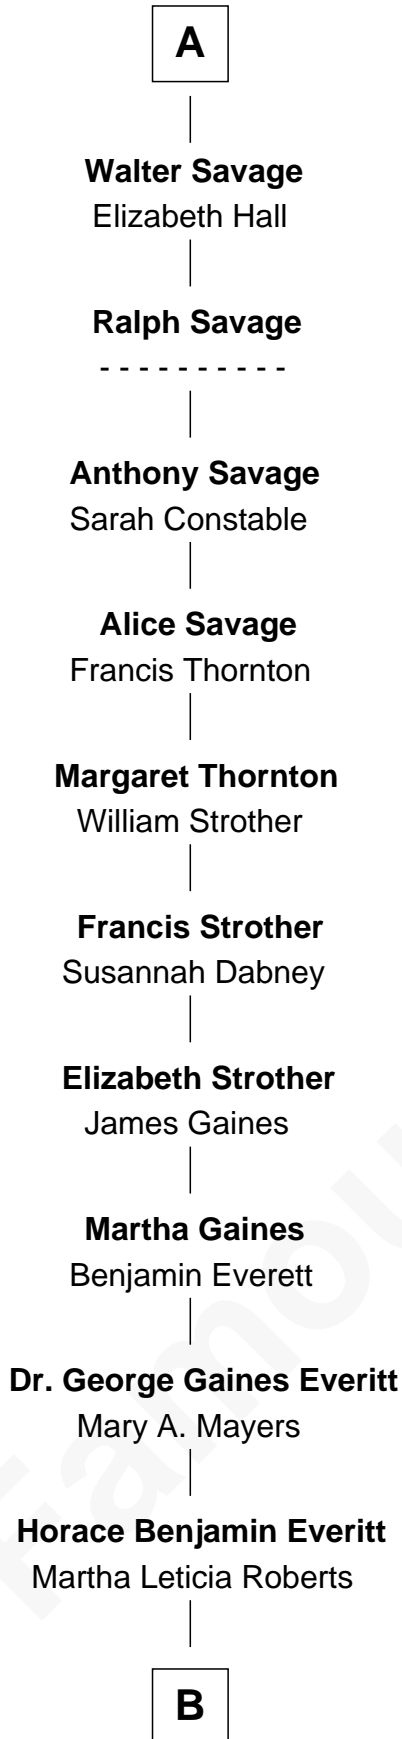 A
Walter Savage
Elizabeth Hall
Ralph Savage
- - - - - - - - - -
Anthony Savage
Sarah Constable
Alice Savage
Francis Thornton
Margaret Thornton
William Strother
Francis Strother
Susannah Dabney
Elizabeth Strother
James Gaines
Martha Gaines
Benjamin Everett
Dr. George Gaines Everitt
Mary A. Mayers
Horace Benjamin Everitt
Martha Leticia Roberts
B
Famou